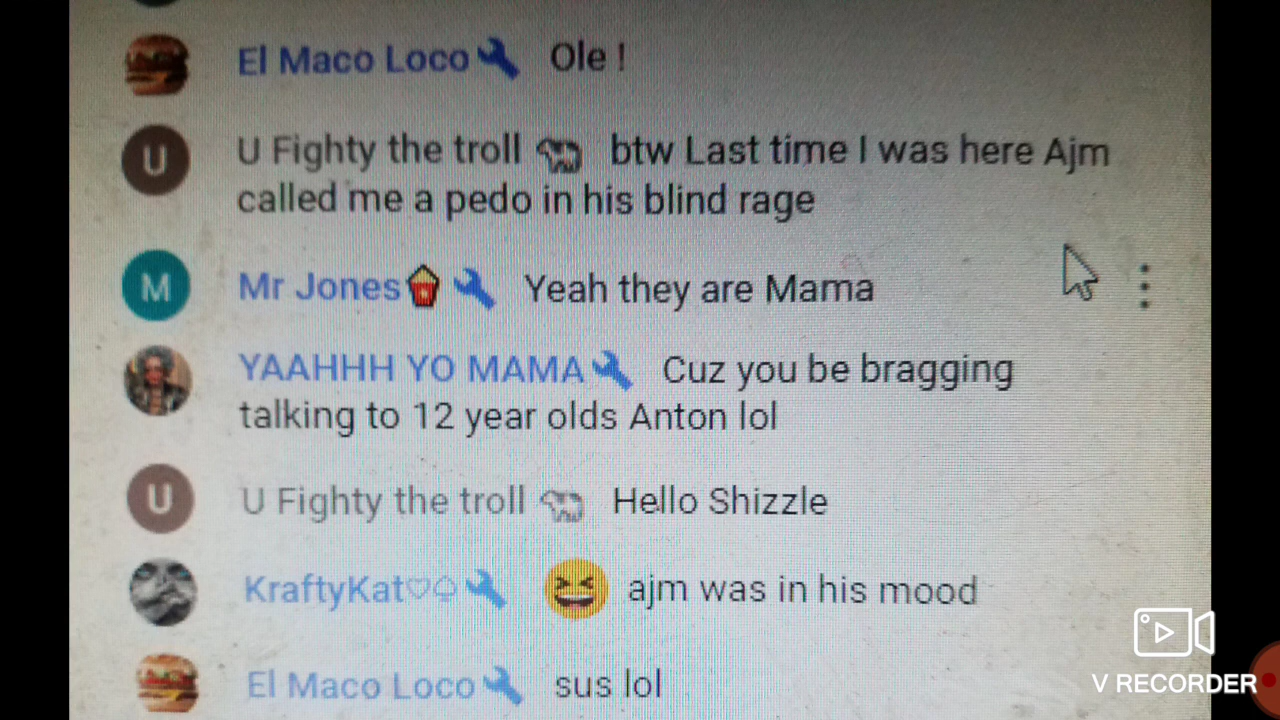 El Maco Loco🔧 Ole !
U U Fighty the troll 🐘 btw Last time I was here Ajm
called me a pedo in his blind rage
M Mr Jones🍿🔧 Yeah they are Mama
YAAHHH YO MAMA🔧 Cuz you be bragging
talking to 12 year olds Anton lol
U U Fighty the troll 🐘 Hello Shizzle
KraftyKat♡♤🔧 😆 ajm was in his mood
El Maco Loco🔧 sus lol
V RECORDER